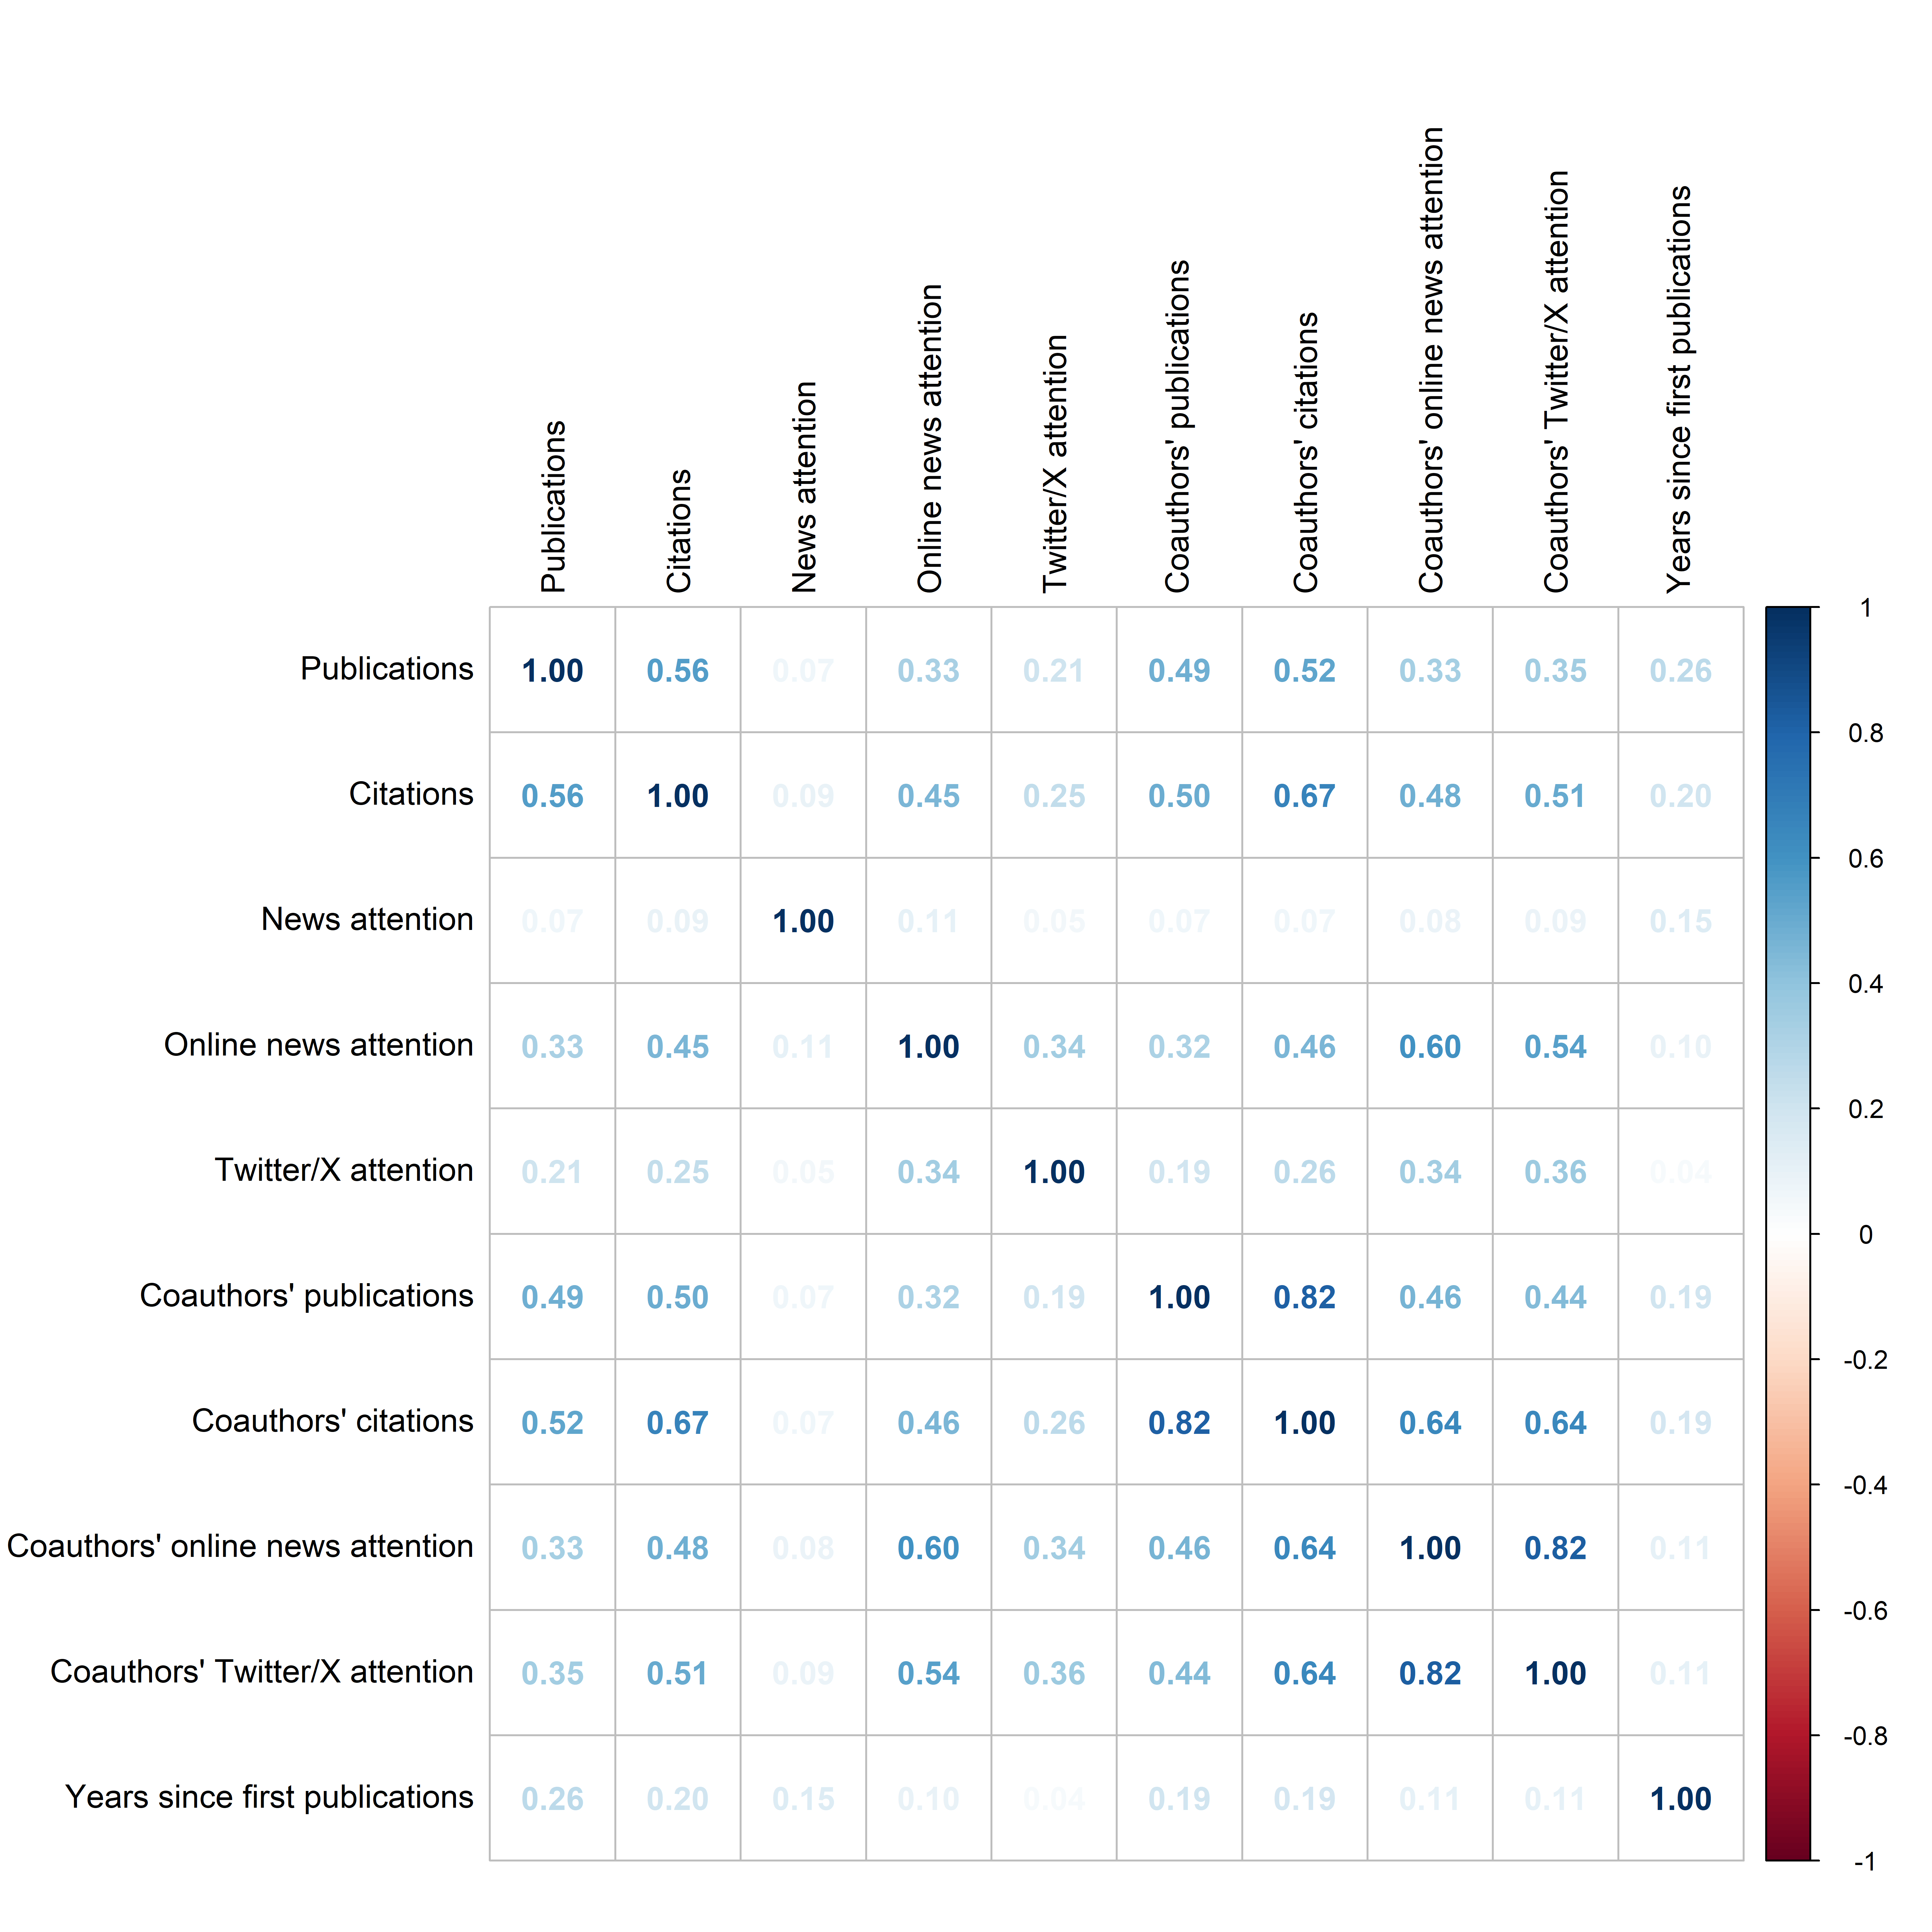 Publications
Citations
News attention
Online news attention
Twitter/X attention
Coauthors' publications
Coauthors' citations
Coauthors' online news attention
Coauthors' Twitter/X attention
Years since first publications
Publications 1.00 0.56 0.07 0.33 0.21 0.49 0.52 0.33 0.35 0.26
Citations 0.56 1.00 0.09 0.45 0.25 0.50 0.67 0.48 0.51 0.20
News attention 0.07 0.09 1.00 0.11 0.05 0.07 0.07 0.08 0.09 0.15
Online news attention 0.33 0.45 0.11 1.00 0.34 0.32 0.46 0.60 0.54 0.10
Twitter/X attention 0.21 0.25 0.05 0.34 1.00 0.19 0.26 0.34 0.36 0.04
Coauthors' publications 0.49 0.50 0.07 0.32 0.19 1.00 0.82 0.46 0.44 0.19
Coauthors' citations 0.52 0.67 0.07 0.46 0.26 0.82 1.00 0.64 0.64 0.19
Coauthors' online news attention 0.33 0.48 0.08 0.60 0.34 0.46 0.64 1.00 0.82 0.11
Coauthors' Twitter/X attention 0.35 0.51 0.09 0.54 0.36 0.44 0.64 0.82 1.00 0.11
Years since first publications 0.26 0.20 0.15 0.10 0.04 0.19 0.19 0.11 0.11 1.00
1
0.8
0.6
0.4
0.2
0
-0.2
-0.4
-0.6
-0.8
-1